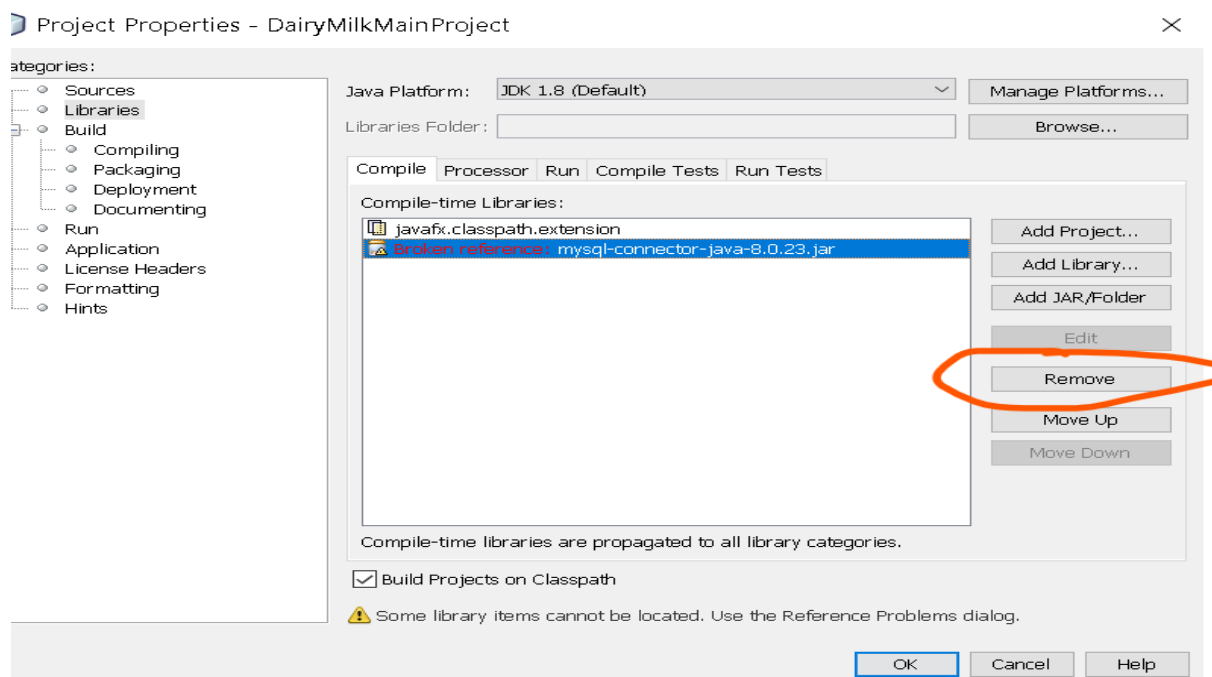 Project Properties - DairyMilkMainProject
ategories:
Sources
Libraries
Build
Compiling
Packaging
Deployment
Documenting
Run
Application
License Headers
Formatting
Hints
Java Platform: JDK 1.8 (Default) Manage Platforms...
Libraries Folder: Browse...
Compile Processor Run Compile Tests Run Tests
Compile-time Libraries:
javafx.classpath.extension
Broken reference: mysql-connector-java-8.0.23.jar
Add Project...
Add Library...
Add JAR/Folder
Edit
Remove
Move Up
Move Down
Compile-time libraries are propagated to all library categories.
Build Projects on Classpath
Some library items cannot be located. Use the Reference Problems dialog.
OK Cancel Help